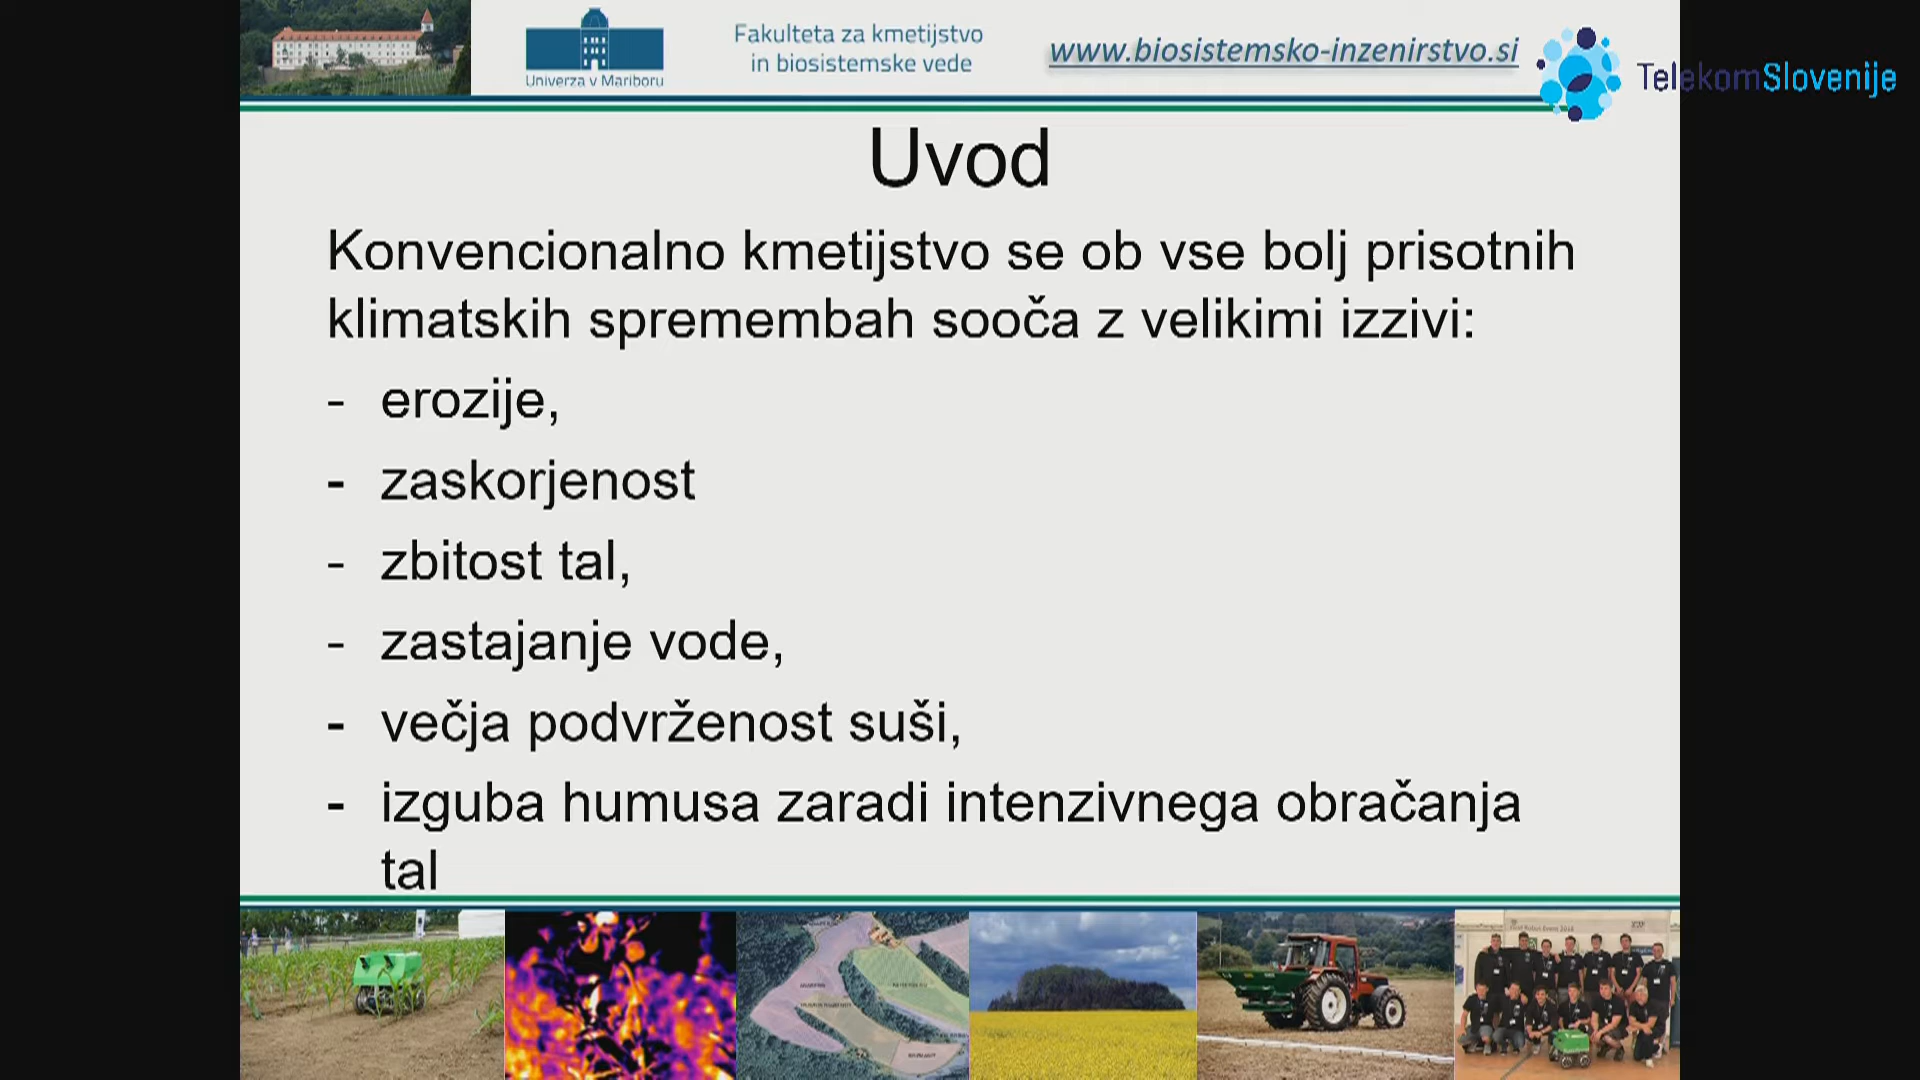 Univerza v Mariboru
Fakulteta za kmetijstvo
in biosistemske vede
www.biosistemsko-inzenirstvo.si
TelekomSlovenije
Uvod
Konvencionalno kmetijstvo se ob vse bolj prisotnih
klimatskih spremembah sooča z velikimi izzivi:
- erozije,
- zaskorjenost
- zbitost tal,
- zastajanje vode,
- večja podvrženost suši,
- izguba humusa zaradi intenzivnega obračanja
tal